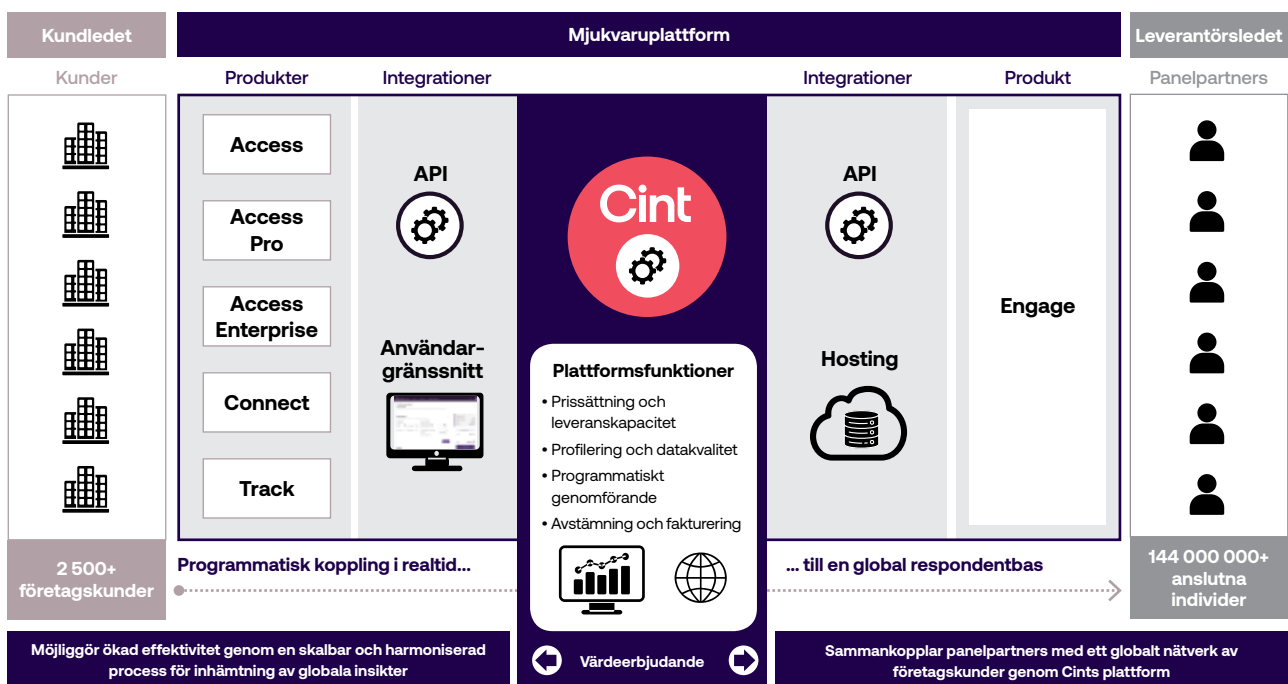 Kundledet
Mjukvaruplattform
Leverantörsledet
Kunder
Produkter
Integrationer
Integrationer
Produkt
Panelpartners
Access
Access
Pro
Access
Enterprise
Connect
Track
API
Användar-
gränssnitt
Cint
Plattformsfunktioner
• Prissättning och
leveranskapacitet
• Profilering och datakvalitet
• Programmatiskt
genomförande
• Avstämning och fakturering
API
Hosting
Engage
2 500+
företagskunder
Programmatisk koppling i realtid...
... till en global respondentbas
144 000 000+
anslutna
individer
Möjliggör ökad effektivitet genom en skalbar och harmoniserad
process för inhämtning av globala insikter
Värdeerbjudande
Sammankopplar panelpartners med ett globalt nätverk av
företagskunder genom Cints plattform